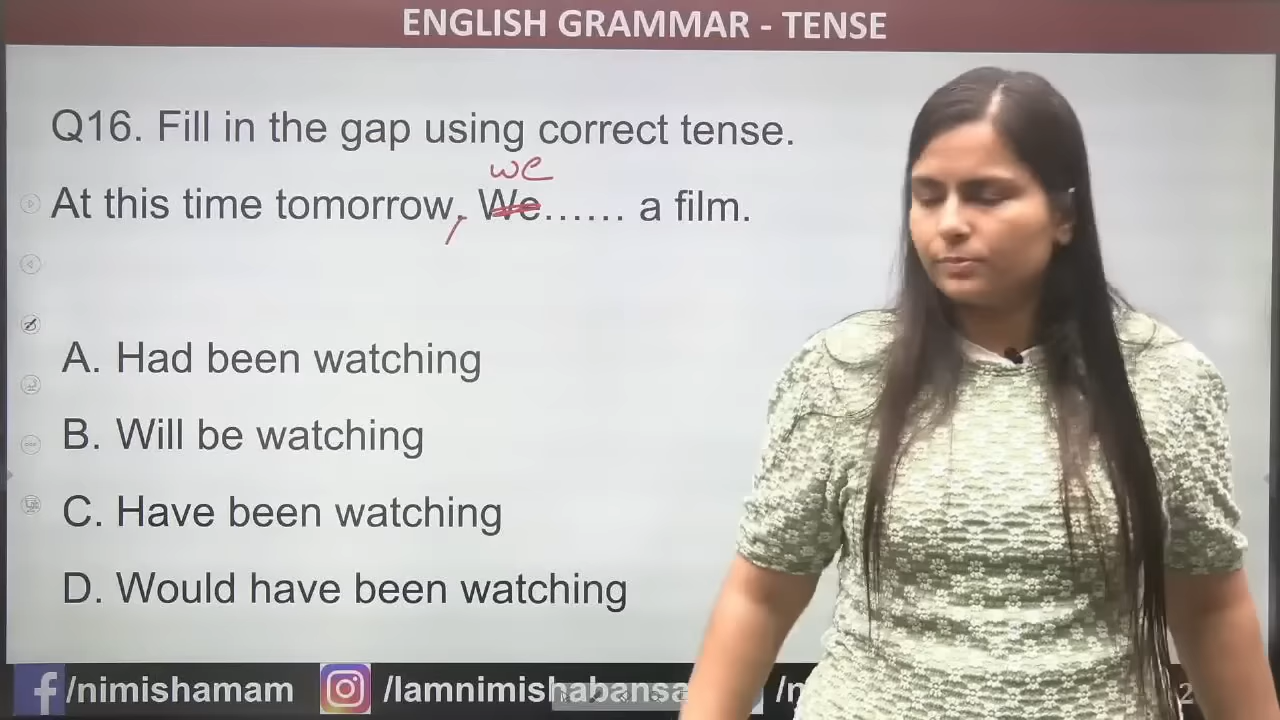 ENGLISH GRAMMAR - TENSE
Q16. Fill in the gap using correct tense.
we
At this time tomorrow, We...... a film.
A. Had been watching
B. Will be watching
C. Have been watching
D. Would have been watching
/nimishamam
/Iamnimishabansa